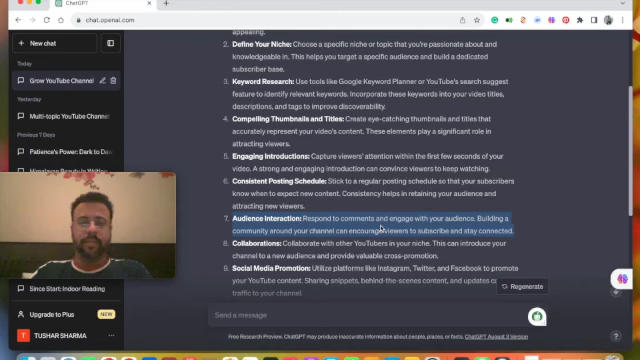 ChatGPT
chat.openai.com
New chat
Today
Grow YouTube Channel
Yesterday
Multi-topic YouTube Channel
Previous 7 Days
Patience's Power: Dark to Daw
Himalayan Beauty in Writing
Since Start: Indoor Reading
Upgrade to Plus
NEW
TUSHAR SHARMA
appealing.
2. Define Your Niche: Choose a specific niche or topic that you're passionate about and
knowledgeable in. This helps you target a specific audience and build a dedicated
subscriber base.
3. Keyword Research: Use tools like Google Keyword Planner or YouTube's search suggest
feature to identify relevant keywords. Incorporate these keywords into your video titles,
descriptions, and tags to improve discoverability.
4. Compelling Thumbnails and Titles: Create eye-catching thumbnails and titles that
accurately represent your video's content. These elements play a significant role in
attracting viewers.
5. Engaging Introductions: Capture viewers' attention within the first few seconds of your
video. A strong and engaging introduction can convince viewers to keep watching.
6. Consistent Posting Schedule: Stick to a regular posting schedule so that your subscribers
know when to expect new content. Consistency helps in retaining your audience and
attracting new viewers.
7. Audience Interaction: Respond to comments and engage with your audience. Building a
community around your channel can encourage viewers to subscribe and stay connected.
8. Collaborations: Collaborate with other YouTubers in your niche. This can introduce your
channel to a new audience and provide valuable cross-promotion.
9. Social Media Promotion: Utilize platforms like Instagram, Twitter, and Facebook to promote
your YouTube content. Sharing snippets, behind-the-scenes content, and updates can
traffic to your channel.
Regenerate
Send a message
Free Research Preview. ChatGPT may produce inaccurate information about people, places, or facts. ChatGPT August 3 Version